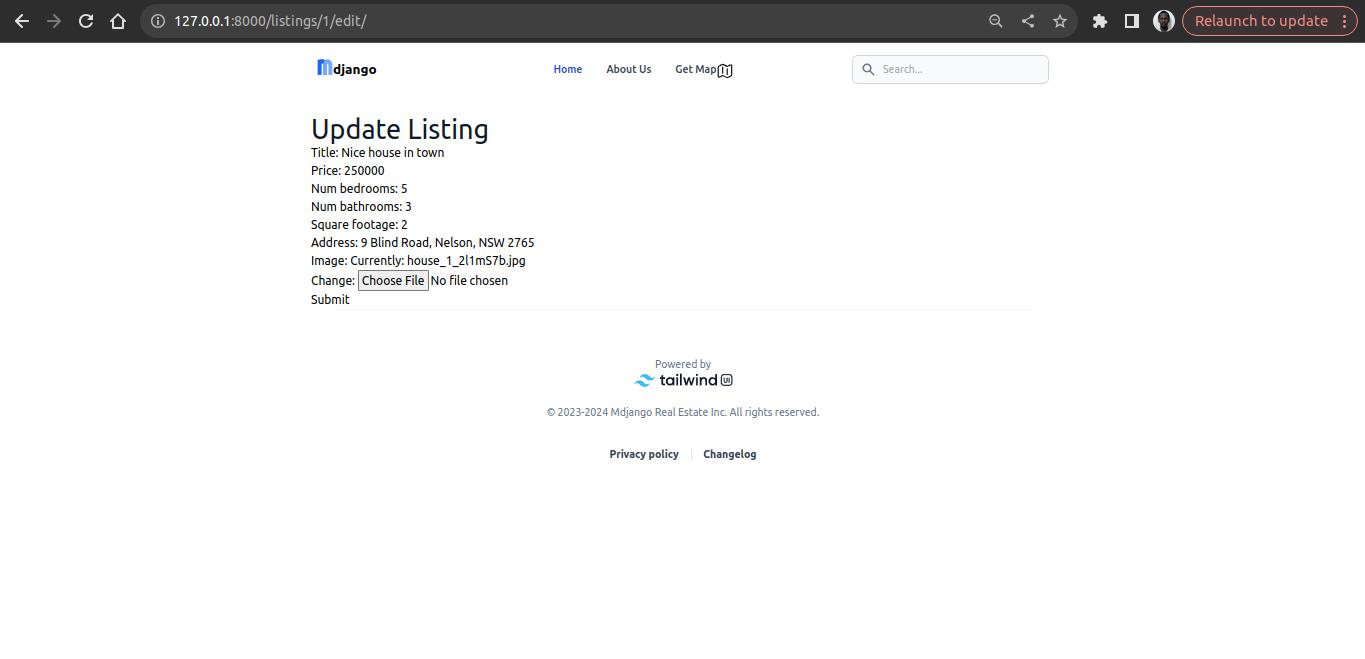 127.0.0.1:8000/listings/1/edit/
Relaunch to update
Mdjango
Home
About Us
Get Map
Search...
Update Listing
Title: Nice house in town
Price: 250000
Num bedrooms: 5
Num bathrooms: 3
Square footage: 2
Address: 9 Blind Road, Nelson, NSW 2765
Image: Currently: house_1_2l1mS7b.jpg
Change: Choose File No file chosen
Submit
Powered by
tailwind UI
© 2023-2024 Mdjango Real Estate Inc. All rights reserved.
Privacy policy
Changelog